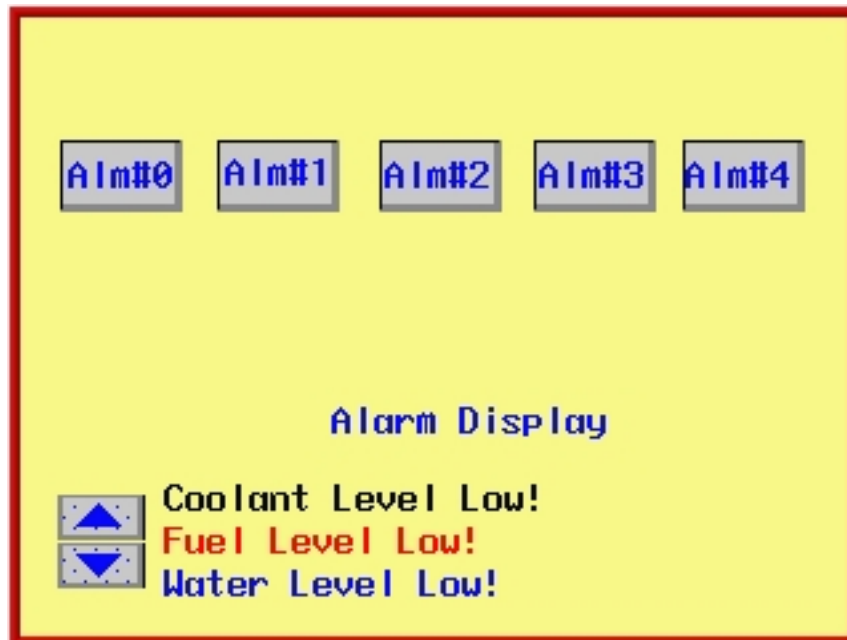 Alm#0 Alm#1 Alm#2 Alm#3 Alm#4
Alarm Display
Coolant Level Low!
Fuel Level Low!
Water Level Low!